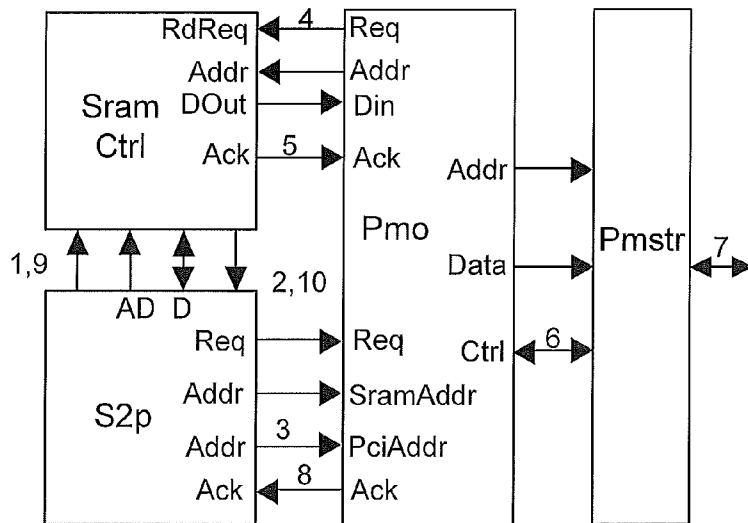 RdReq 4 Req
Addr Addr
Sram DOut Din
Ctrl
Ack 5 Ack Addr
Pmo Pmstr
1,9 2,10 Data 7
AD D
Req Req Ctrl 6
Addr SramAddr
S2p
Addr 3 PciAddr
Ack 8 Ack